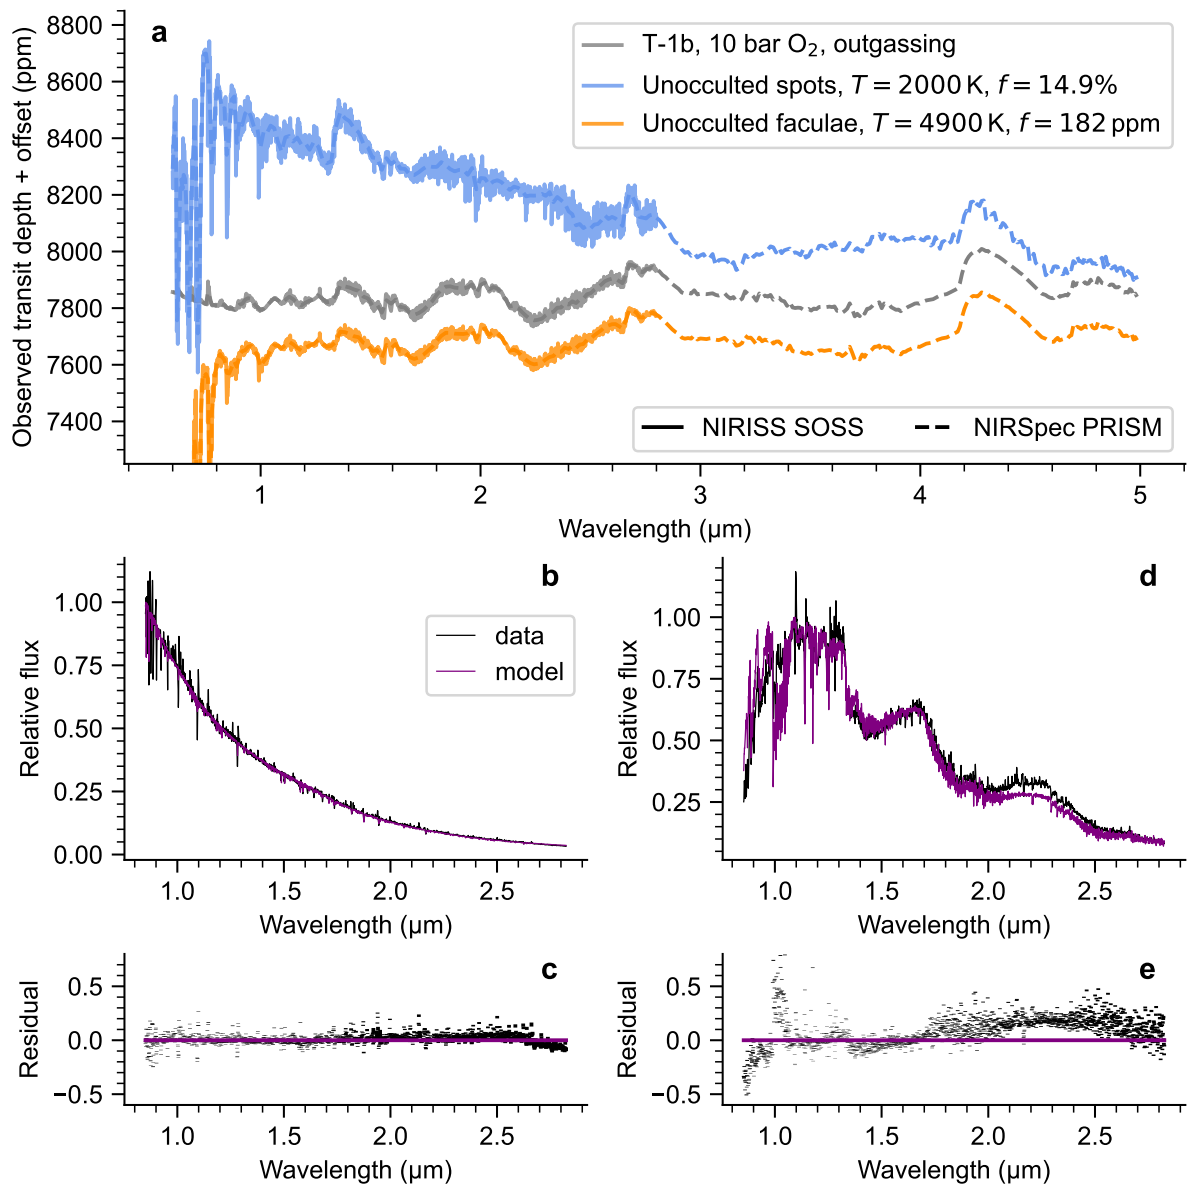 a
Observed transit depth + offset (ppm)
8800
8600
8400
8200
8000
7800
7600
7400
T-1b, 10 bar O₂, outgassing
Unocculted spots, T = 2000 K, f = 14.9%
Unocculted faculae, T = 4900 K, f = 182 ppm
NIRISS SOSS
NIRSpec PRISM
1 2 3 4 5
Wavelength (µm)
b
Relative flux
1.00
0.75
0.50
0.25
0.00
data
model
1.0 1.5 2.0 2.5
Wavelength (µm)
d
Relative flux
1.00
0.75
0.50
0.25
1.0 1.5 2.0 2.5
Wavelength (µm)
c
Residual
0.5
0.0
−0.5
1.0 1.5 2.0 2.5
Wavelength (µm)
e
Residual
0.5
0.0
−0.5
1.0 1.5 2.0 2.5
Wavelength (µm)